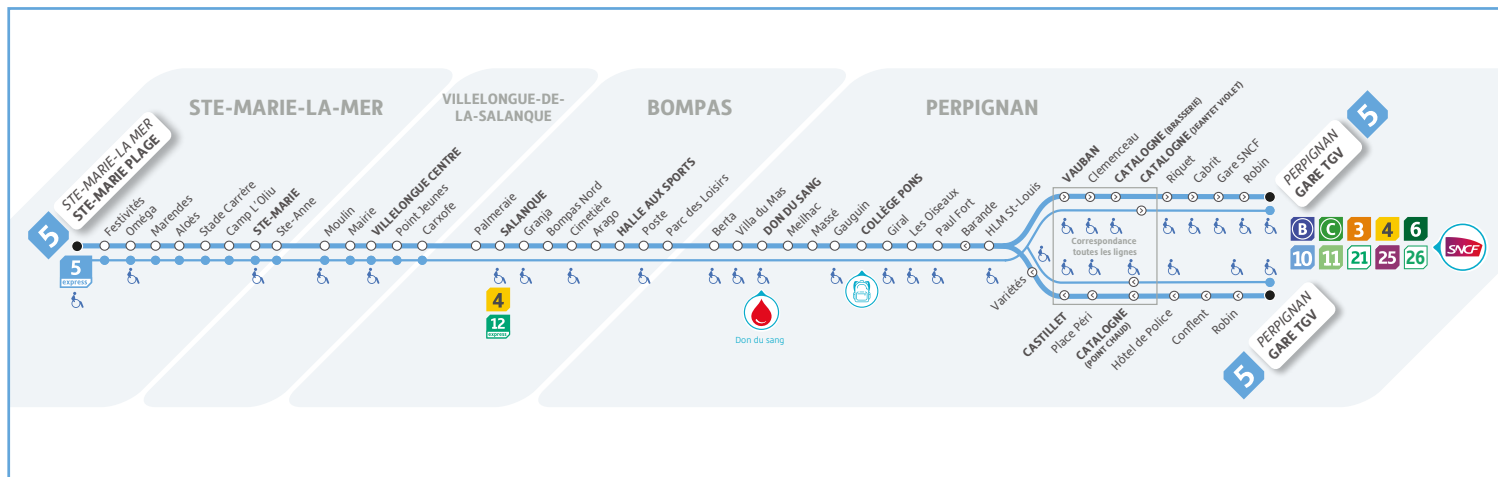 STE-MARIE-LA-MER
VILLELONGUE-DE-
LA-SALANQUE
BOMPAS
PERPIGNAN
5
STE-MARIE-LA MER
STE-MARIE PLAGE
5
express
Festivités
Oméga
Marendes
Aloès
Stade Carrère
Camp L'Oliu
STE-MARIE
Ste-Anne
Moulin
Mairie
VILLELONGUE CENTRE
Point Jeunes
Carxofe
Palmeraie
SALANQUE
Granja
Bompas Nord
Cimetière
Arago
HALLE AUX SPORTS
Poste
Parc des Loisirs
Berta
Villa du Mas
DON DU SANG
Meilhac
Massé
Gauguin
COLLÈGE PONS
Giral
Les Oiseaux
Paul Fort
Barande
HLM St-Louis
VAUBAN
Clemenceau
CATALOGNE (BRASSERIE)
CATALOGNE (JEANTET VIOLET)
Riquet
Cabrit
Gare SNCF
Robin
PERPIGNAN
GARE TGV
5
Correspondance
toutes les lignes
Variétés
CASTILLET
Place Péri
CATALOGNE
(POINT CHAUD)
Hôtel de Police
Conflent
Robin
PERPIGNAN
GARE TGV
5
4
12
express
Don du sang
B C 3 4 6
10 11 21 25 26
SNCF